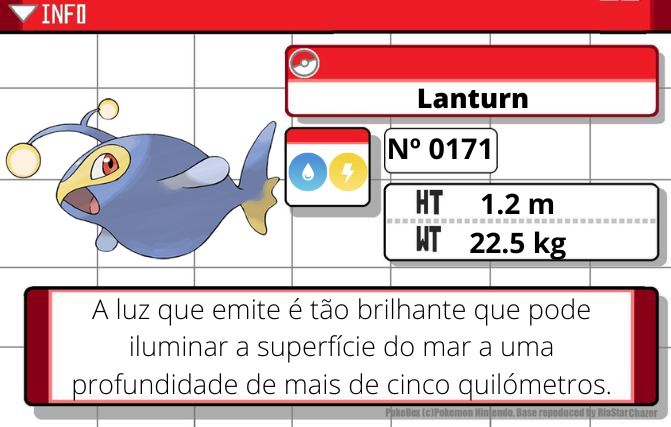 INFO
Lanturn
Nº 0171
HT 1.2 m
WT 22.5 kg
A luz que emite é tão brilhante que pode
iluminar a superfície do mar a uma
profundidade de mais de cinco quilómetros.
PokeDex (c)Pokemon Nintendo. Base repoduced by RiaStarChazer